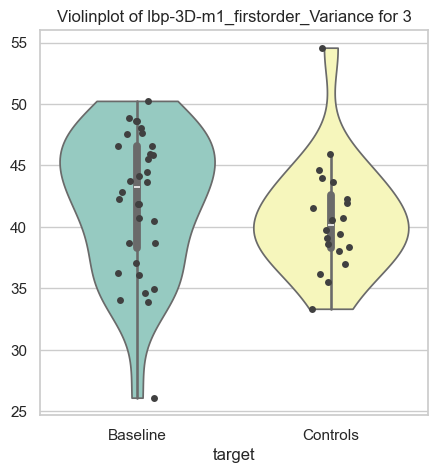 Violinplot of lbp-3D-m1_firstorder_Variance for 3
55
50
45
40
35
30
25
Baseline Controls
target